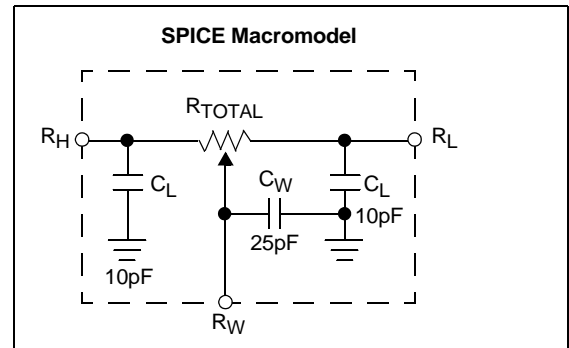 SPICE Macromodel
RTOTAL
RH
RL
CL
CW
CL
10pF
25pF
10pF
RW